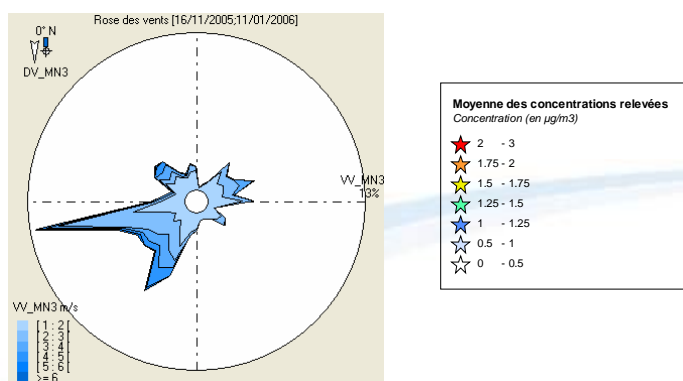 Rose des vents [16/11/2005;11/01/2006]
0° N
DV_MN3
VV_MN3
13%
VV_MN3 m/s
[ 1 : 2 [
[ 2 : 3 [
[ 3 : 4 [
[ 4 : 5 [
[ 5 : 6 [
>= 6
Moyenne des concentrations relevées
Concentration (en µg/m3)
2 - 3
1.75 - 2
1.5 - 1.75
1.25 - 1.5
1 - 1.25
0.5 - 1
0 - 0.5